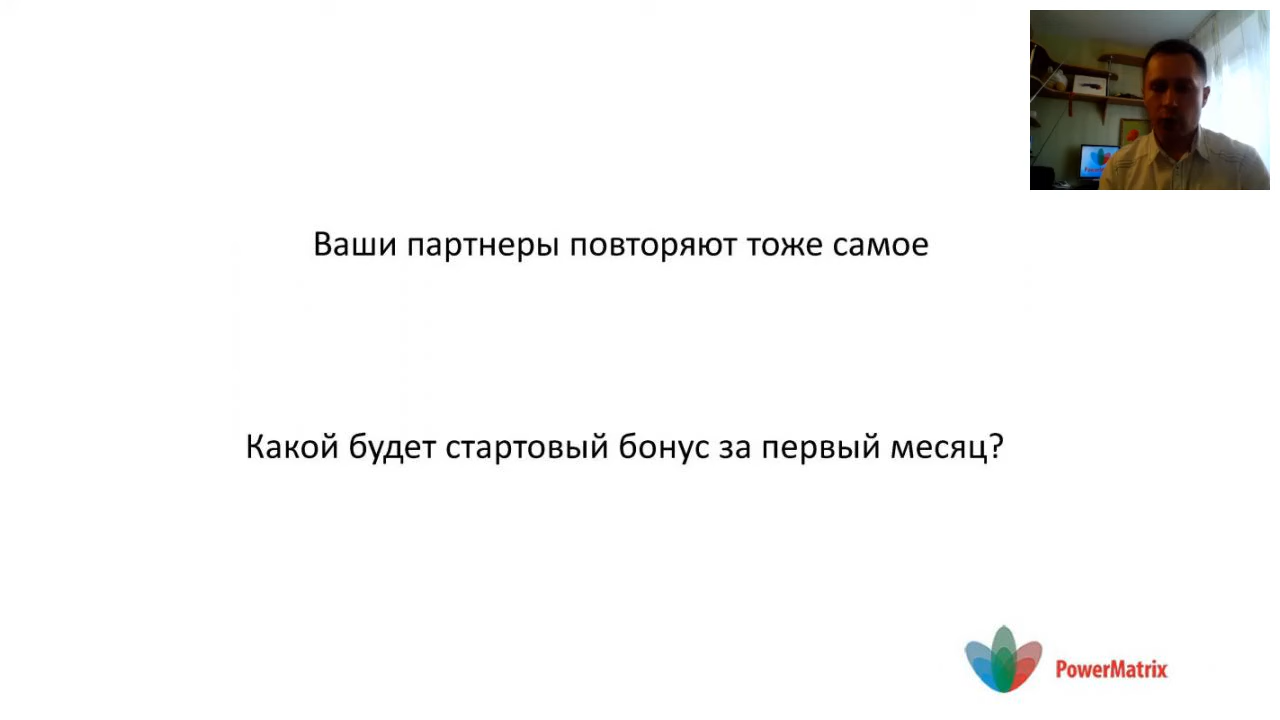 Ваши партнеры повторяют тоже самое
Какой будет стартовый бонус за первый месяц?
PowerMatrix